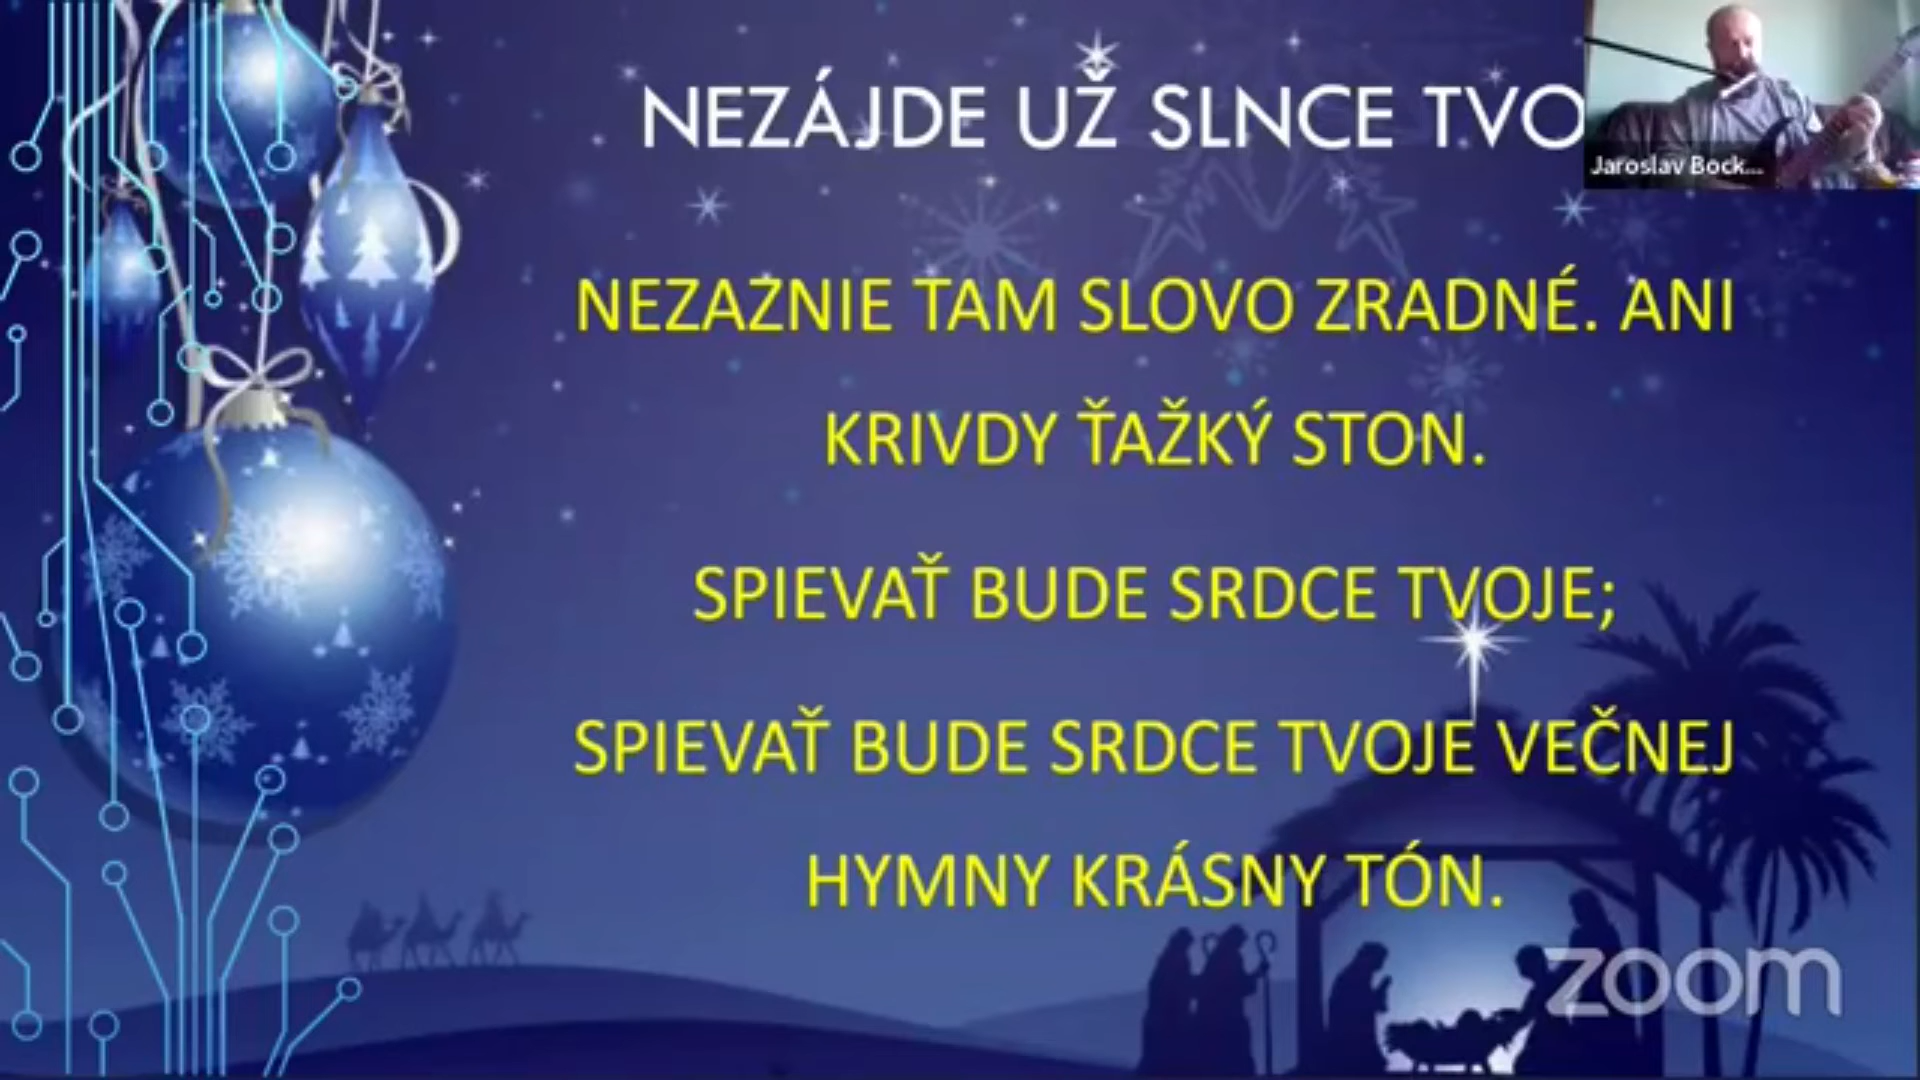 NEZÁJDE UŽ SLNCE TVO
Jaroslav Bock...
NEZAZNIE TAM SLOVO ZRADNÉ. ANI
KRIVDY ŤAŽKÝ STON.
SPIEVAŤ BUDE SRDCE TVOJE;
SPIEVAŤ BUDE SRDCE TVOJE VEČNEJ
HYMNY KRÁSNY TÓN.
zoom